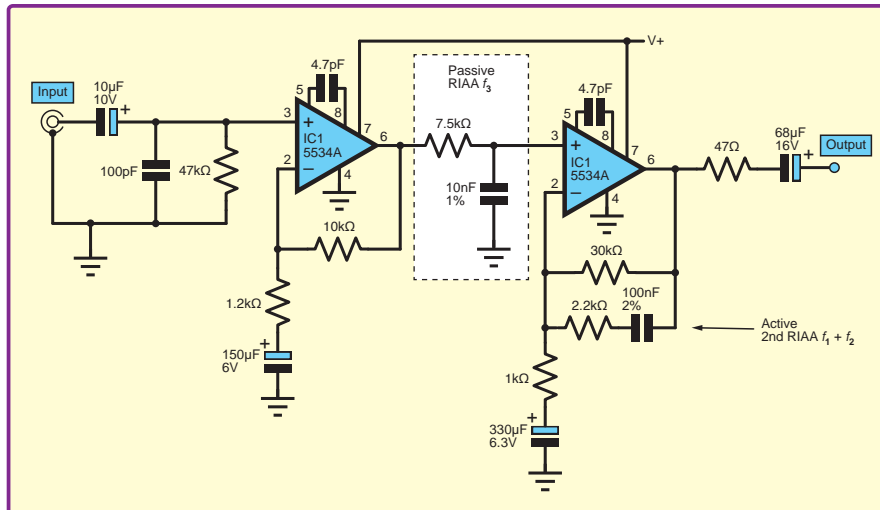 Input
10µF
10V
+
100pF
47kΩ
4.7pF
5
8
3
+
IC1
5534A
2
–
7
6
4
10kΩ
1.2kΩ
+
150µF
6V
Passive
RIAA f3
7.5kΩ
10nF
1%
V+
4.7pF
5
8
3
+
IC1
5534A
2
–
7
6
4
47Ω
68µF
16V
+
Output
30kΩ
2.2kΩ
100nF
2%
Active
2nd RIAA f1 + f2
1kΩ
+
330µF
6.3V